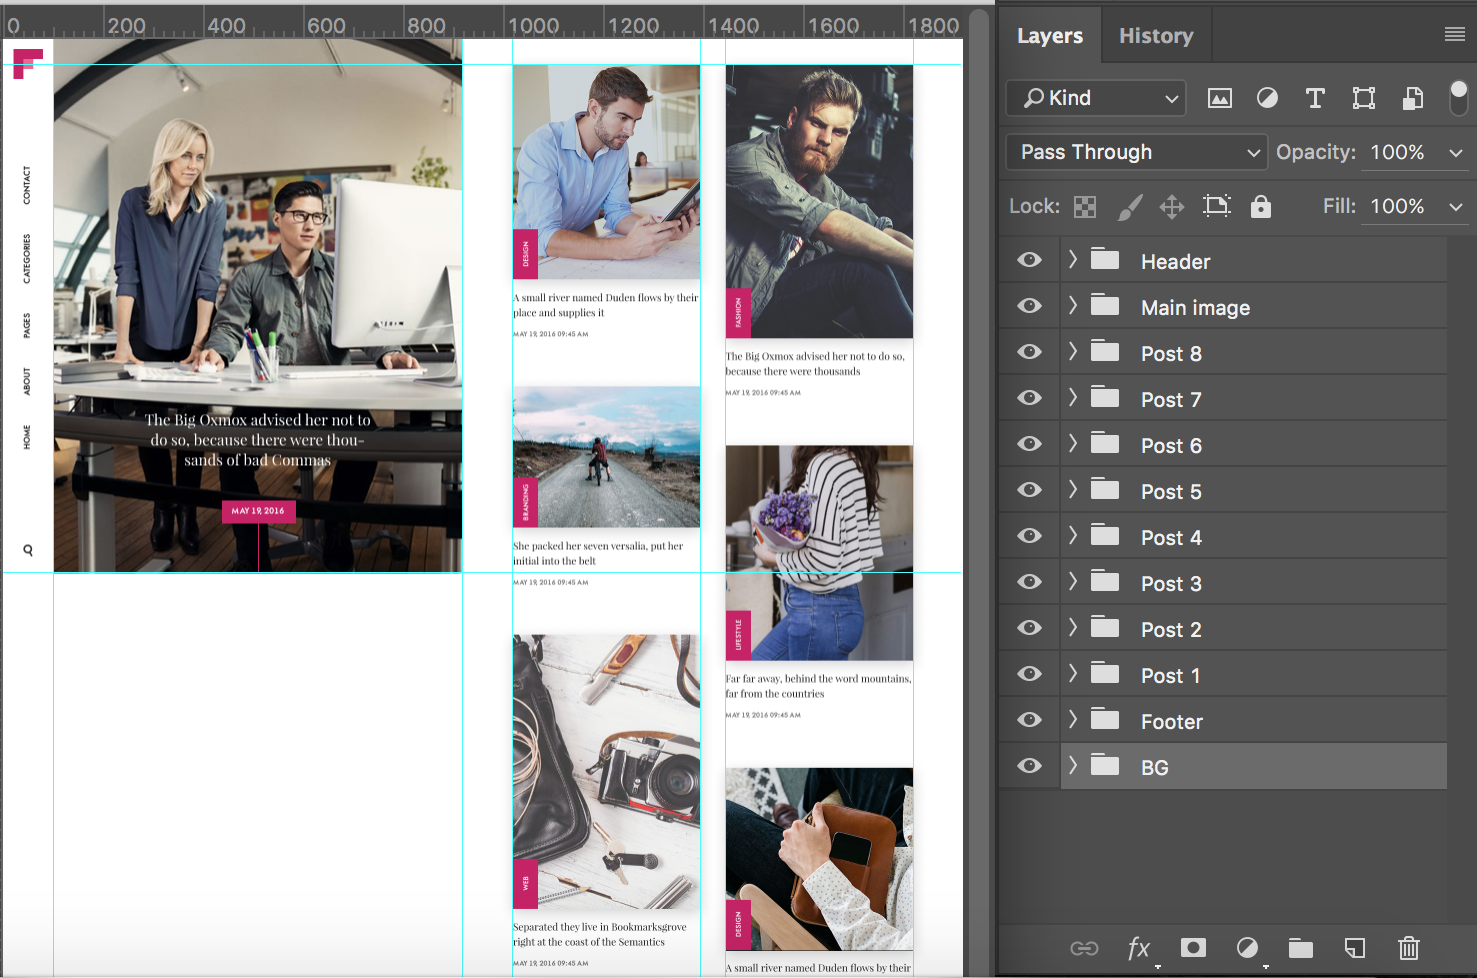 0
200
400
600
800
1000
1200
1400
1600
1800
CONTACT
CATEGORIES
PAGES
ABOUT
HOME
The Big Oxmox advised her not to
do so, because there were thou-
sands of bad Commas
MAY 19, 2016
DESIGN
A small river named Duden flows by their
place and supplies it
MAY 19, 2016 09:45 AM
BRANDING
She packed her seven versalia, put her
initial into the belt
MAY 19, 2016 09:45 AM
WEB
Separated they live in Bookmarksgrove
right at the coast of the Semantics
MAY 19, 2016 09:45 AM
FASHION
The Big Oxmox advised her not to do so,
because there were thousands
MAY 19, 2016 09:45 AM
LIFESTYLE
Far far away, behind the word mountains,
far from the countries
MAY 19, 2016 09:45 AM
DESIGN
A small river named Duden flows by their
Layers
History
Kind
Pass Through
Opacity: 100%
Lock:
Fill: 100%
Header
Main image
Post 8
Post 7
Post 6
Post 5
Post 4
Post 3
Post 2
Post 1
Footer
BG
fx